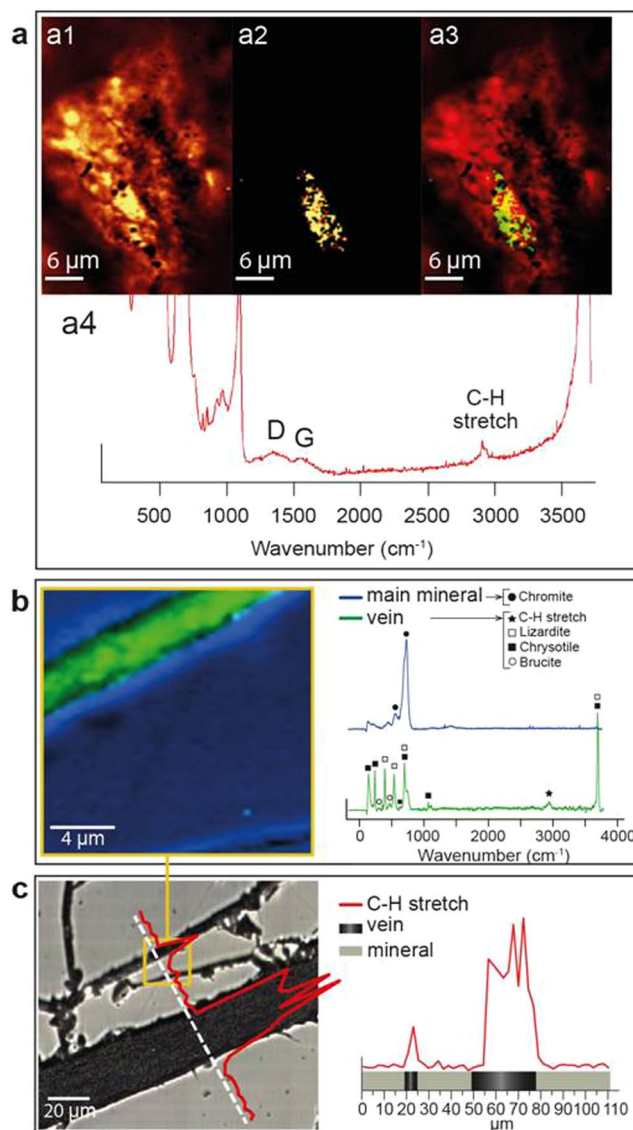 a
a1
a2
a3
6 µm
6 µm
6 µm
a4
D
G
C-H
stretch
500
1000
1500
2000
2500
3000
3500
Wavenumber (cm-1)
b
4 µm
main mineral
Chromite
vein
C-H stretch
Lizardite
Chrysotile
Brucite
0
1000
2000
3000
4000
Wavenumber (cm-1)
c
20 µm
C-H stretch
vein
mineral
0 10 20 30 40 50 60 70 80 90 100 110
µm